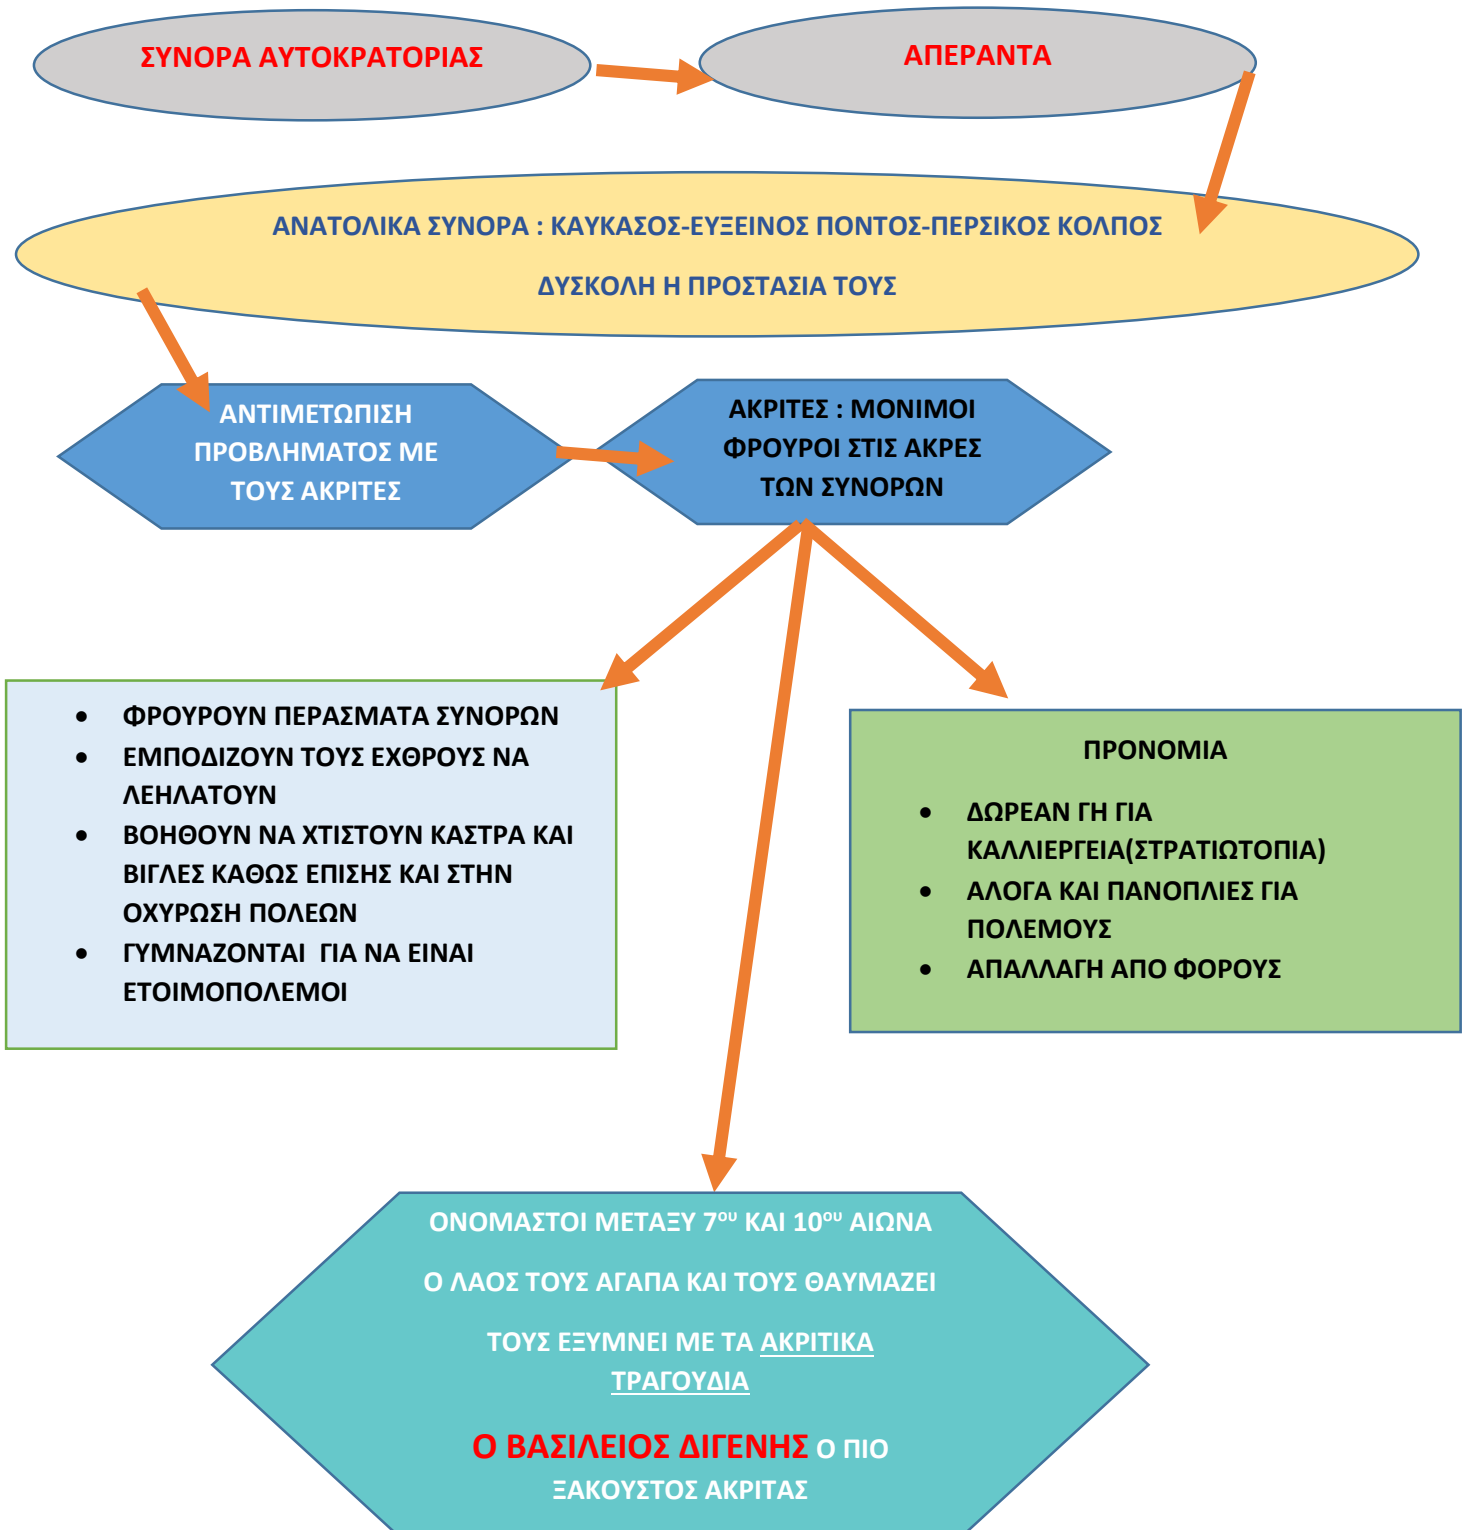 ΣΥΝΟΡΑ ΑΥΤΟΚΡΑΤΟΡΙΑΣ
ΑΠΕΡΑΝΤΑ
ΑΝΑΤΟΛΙΚΑ ΣΥΝΟΡΑ : ΚΑΥΚΑΣΟΣ-ΕΥΞΕΙΝΟΣ ΠΟΝΤΟΣ-ΠΕΡΣΙΚΟΣ ΚΟΛΠΟΣ
ΔΥΣΚΟΛΗ Η ΠΡΟΣΤΑΣΙΑ ΤΟΥΣ
ΑΝΤΙΜΕΤΩΠΙΣΗ
ΠΡΟΒΛΗΜΑΤΟΣ ΜΕ
ΤΟΥΣ ΑΚΡΙΤΕΣ
ΑΚΡΙΤΕΣ : ΜΟΝΙΜΟΙ
ΦΡΟΥΡΟΙ ΣΤΙΣ ΑΚΡΕΣ
ΤΩΝ ΣΥΝΟΡΩΝ
• ΦΡΟΥΡΟΥΝ ΠΕΡΑΣΜΑΤΑ ΣΥΝΟΡΩΝ
• ΕΜΠΟΔΙΖΟΥΝ ΤΟΥΣ ΕΧΘΡΟΥΣ ΝΑ
ΛΕΗΛΑΤΟΥΝ
• ΒΟΗΘΟΥΝ ΝΑ ΧΤΙΣΤΟΥΝ ΚΑΣΤΡΑ ΚΑΙ
ΒΙΓΛΕΣ ΚΑΘΩΣ ΕΠΙΣΗΣ ΚΑΙ ΣΤΗΝ
ΟΧΥΡΩΣΗ ΠΟΛΕΩΝ
• ΓΥΜΝΑΖΟΝΤΑΙ ΓΙΑ ΝΑ ΕΙΝΑΙ
ΕΤΟΙΜΟΠΟΛΕΜΟΙ
ΠΡΟΝΟΜΙΑ
• ΔΩΡΕΑΝ ΓΗ ΓΙΑ
ΚΑΛΛΙΕΡΓΕΙΑ(ΣΤΡΑΤΙΩΤΟΠΙΑ)
• ΑΛΟΓΑ ΚΑΙ ΠΑΝΟΠΛΙΕΣ ΓΙΑ
ΠΟΛΕΜΟΥΣ
• ΑΠΑΛΛΑΓΗ ΑΠΟ ΦΟΡΟΥΣ
ΟΝΟΜΑΣΤΟΙ ΜΕΤΑΞΥ 7ου ΚΑΙ 10ου ΑΙΩΝΑ
Ο ΛΑΟΣ ΤΟΥΣ ΑΓΑΠΑ ΚΑΙ ΤΟΥΣ ΘΑΥΜΑΖΕΙ
ΤΟΥΣ ΕΞΥΜΝΕΙ ΜΕ ΤΑ ΑΚΡΙΤΙΚΑ
ΤΡΑΓΟΥΔΙΑ
Ο ΒΑΣΙΛΕΙΟΣ ΔΙΓΕΝΗΣ Ο ΠΙΟ
ΞΑΚΟΥΣΤΟΣ ΑΚΡΙΤΑΣ